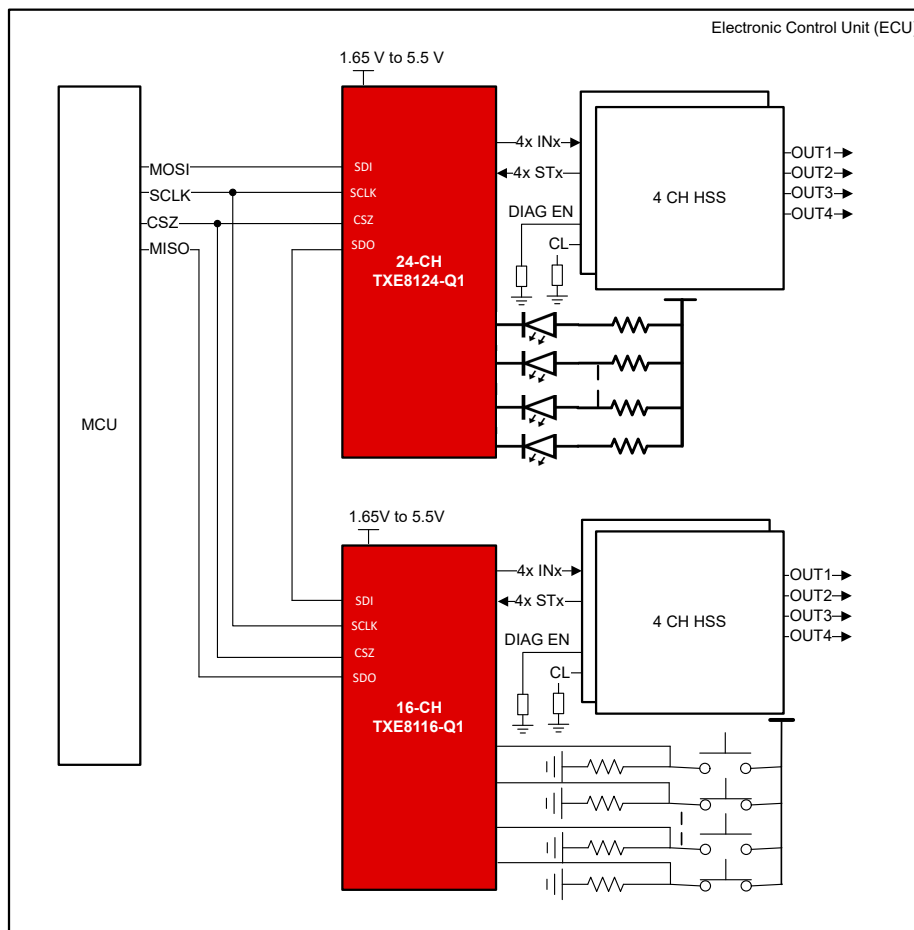 Electronic Control Unit (ECU)
1.65 V to 5.5 V
MOSI
SCLK
CSZ
MISO
SDI
SCLK
CSZ
SDO
24-CH
TXE8124-Q1
4x INx
4x STx
DIAG EN
CL
4 CH HSS
OUT1
OUT2
OUT3
OUT4
MCU
1.65V to 5.5V
SDI
SCLK
CSZ
SDO
16-CH
TXE8116-Q1
4x INx
4x STx
DIAG EN
CL
4 CH HSS
OUT1
OUT2
OUT3
OUT4